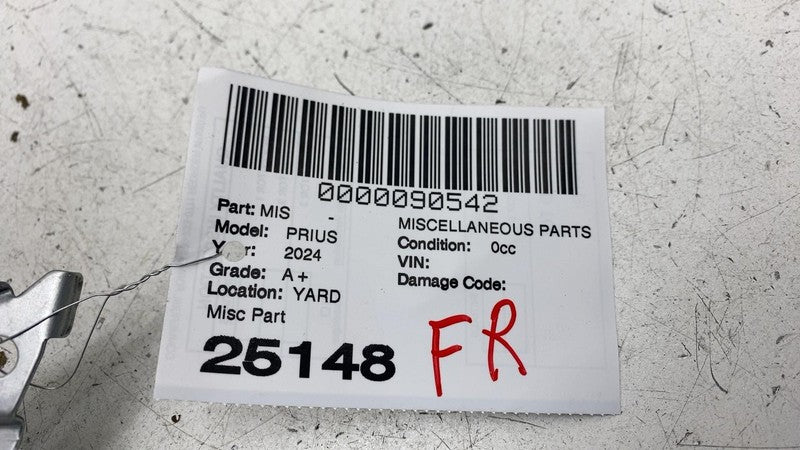 0000090542
Part: MIS - MISCELLANEOUS PARTS
Model: PRIUS Condition: 0cc
Year: 2024 VIN:
Grade: A+ Damage Code:
Location: YARD
Misc Part
25148 FR